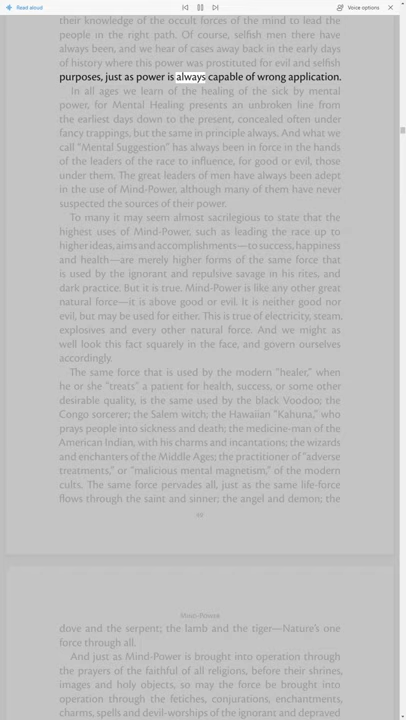 Read aloud
Voice options
their knowledge of the occult forces of the mind to lead the
people in the right path. Of course, selfish men there have
always been, and we hear of cases away back in the early days
of history where this power was prostituted for evil and selfish
purposes, just as power is always capable of wrong application.
In all ages we learn of the healing of the sick by mental
power, for Mental Healing presents an unbroken line from
the earliest days down to the present, concealed often under
fancy trappings, but the same in principle always. And what we
call “Mental Suggestion” has always been in force in the hands
of the leaders of the race to influence, for good or evil, those
under them. The great leaders of men have always been adept
in the use of Mind-Power, although many of them have never
suspected the sources of their power.
To many it may seem almost sacrilegious to state that the
highest uses of Mind-Power, such as leading the race up to
higher ideas, aims and accomplishments—to success, happiness
and health—are merely higher forms of the same force that
is used by the ignorant and repulsive savage in his rites, and
dark practice. But it is true. Mind-Power is like any other great
natural force—it is above good or evil. It is neither good nor
evil, but may be used for either. This is true of electricity, steam,
explosives and every other natural force. And we might as
well look this fact squarely in the face, and govern ourselves
accordingly.
The same force that is used by the modern “healer,” when
he or she “treats” a patient for health, success, or some other
desirable quality, is the same used by the black Voodoo; the
Congo sorcerer; the Salem witch; the Hawaiian “Kahuna,” who
prays people into sickness and death; the medicine-man of the
American Indian, with his charms and incantations; the wizards
and enchanters of the Middle Ages; the practitioner of “adverse
treatments,” or “malicious mental magnetism,” of the modern
cults. The same force pervades all, just as the same life-force
flows through the saint and sinner; the angel and demon; the
Mind-Power
dove and the serpent; the lamb and the tiger—Nature’s one
force through all.
And just as Mind-Power is brought into operation through
the prayers of the faithful of all religions, before their shrines,
images and holy objects, so may the force be brought into
operation through the fetiches, conjurations, enchantments,
charms, spells and devil-worships of the ignorant and depraved